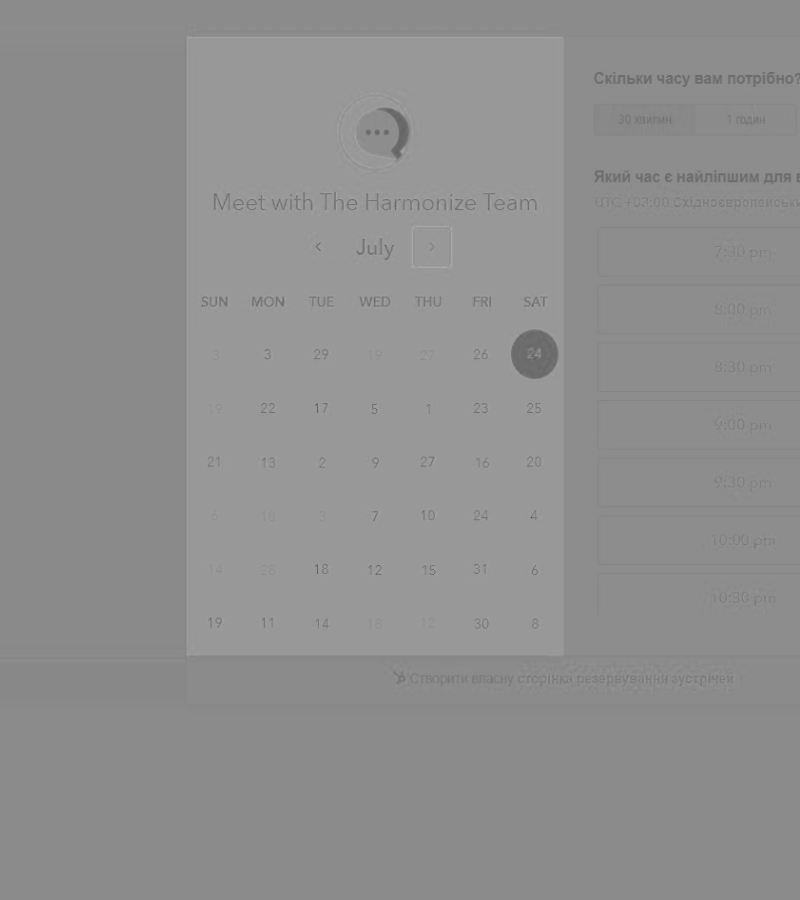 Meet with The Harmonize Team
July
SUN MON TUE WED THU FRI SAT
3 3 29 19 27 26 24
19 22 17 5 1 23 25
21 13 2 9 27 16 20
6 18 3 7 10 24 4
14 28 18 12 15 31 6
19 11 14 18 12 30 8
Скільки часу вам потрібно?
30 хвилин 1 годин
Який час є найліпшим для в
UTC +03:00 Східноєвропейськи
7:30 pm
8:00 pm
8:30 pm
9:00 pm
9:30 pm
10:00 pm
10:30 pm
Створити власну сторінка резервування зустрічей